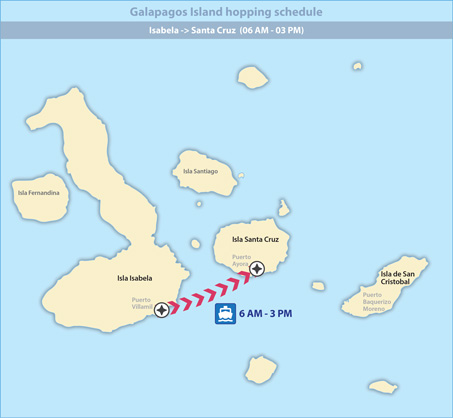 Galapagos Island hopping schedule
Isabela -> Santa Cruz (06 AM - 03 PM)
Isla Santiago
Isla Fernandina
Isla Santa Cruz
Puerto
Ayora
Isla Isabela
Isla de San
Cristobal
Puerto
Villamil
Puerto
Baquerizo
Moreno
6 AM - 3 PM